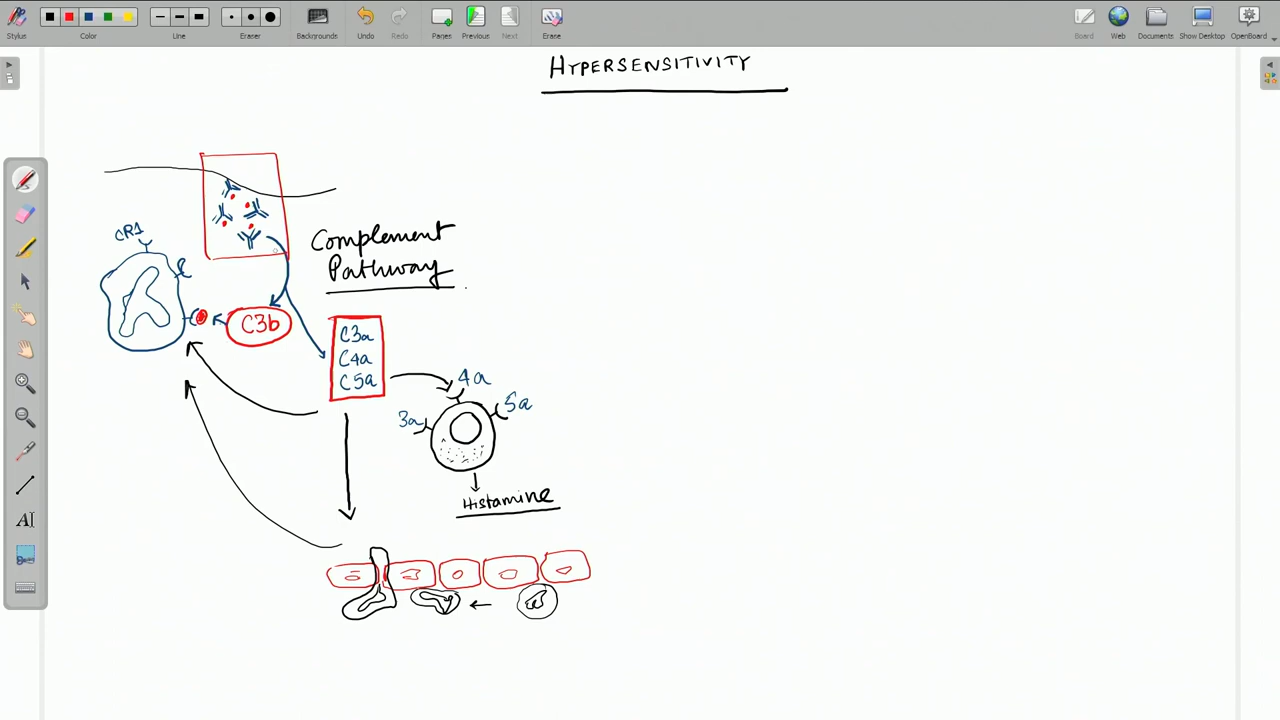 Stylus
Color
Line
Eraser
Backgrounds
Undo
Redo
Pages
Previous
Next
Erase
Board
Web
Documents
Show Desktop
OpenBoard
HYPERSENSITIVITY
CR1
Complement
Pathway
C3b
C3a
C4a
C5a
4a
5a
3a
Histamine